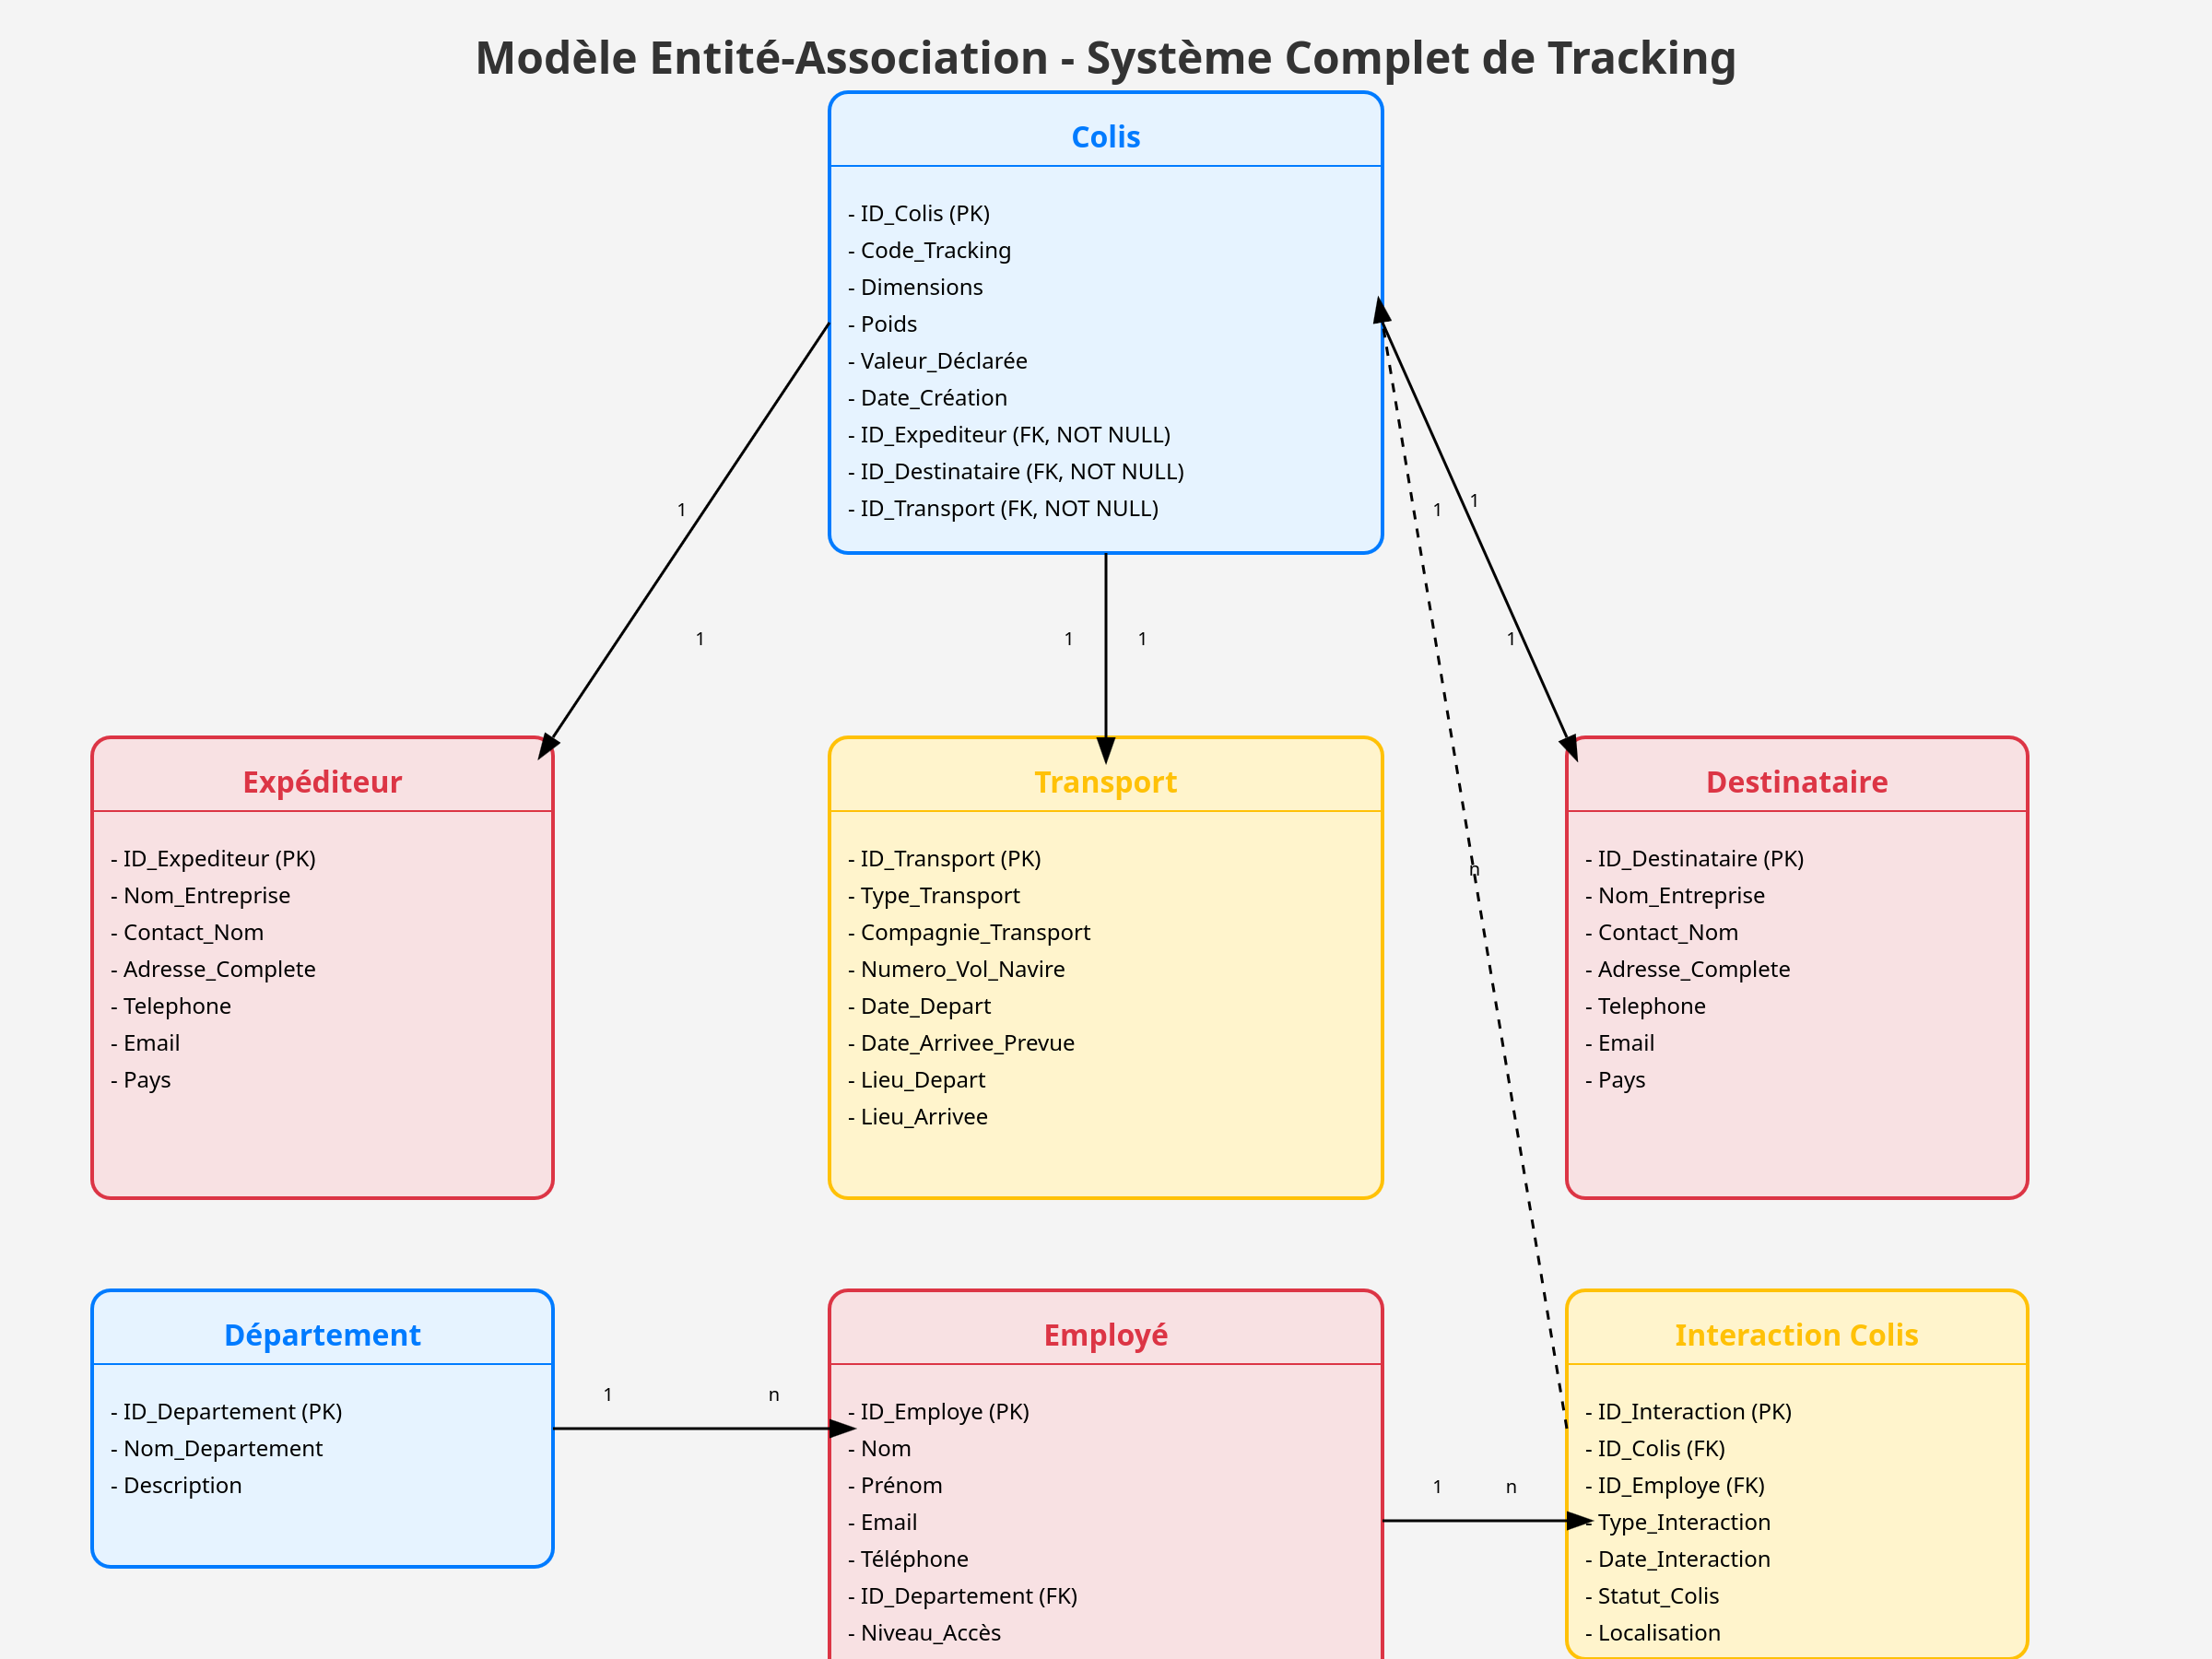 Modèle Entité-Association - Système Complet de Tracking
Colis
- ID_Colis (PK)
- Code_Tracking
- Dimensions
- Poids
- Valeur_Déclarée
- Date_Création
- ID_Expediteur (FK, NOT NULL)
- ID_Destinataire (FK, NOT NULL)
- ID_Transport (FK, NOT NULL)
1
1
1
1
1
1
1
1
n
Expéditeur
- ID_Expediteur (PK)
- Nom_Entreprise
- Contact_Nom
- Adresse_Complete
- Telephone
- Email
- Pays
Transport
- ID_Transport (PK)
- Type_Transport
- Compagnie_Transport
- Numero_Vol_Navire
- Date_Depart
- Date_Arrivee_Prevue
- Lieu_Depart
- Lieu_Arrivee
Destinataire
- ID_Destinataire (PK)
- Nom_Entreprise
- Contact_Nom
- Adresse_Complete
- Telephone
- Email
- Pays
Département
- ID_Departement (PK)
- Nom_Departement
- Description
1 n
Employé
- ID_Employe (PK)
- Nom
- Prénom
- Email
- Téléphone
- ID_Departement (FK)
- Niveau_Accès
1 n
Interaction Colis
- ID_Interaction (PK)
- ID_Colis (FK)
- ID_Employe (FK)
- Type_Interaction
- Date_Interaction
- Statut_Colis
- Localisation